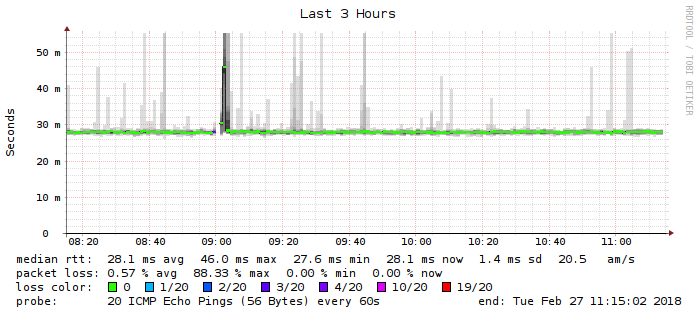 Last 3 Hours
RRDTOOL / TOBI OETIKER
Seconds
50 m
40 m
30 m
20 m
10 m
0
08:20 08:40 09:00 09:20 09:40 10:00 10:20 10:40 11:00
median rtt: 28.1 ms avg 46.0 ms max 27.6 ms min 28.1 ms now 1.4 ms sd 20.5 am/s
packet loss: 0.57 % avg 88.33 % max 0.00 % min 0.00 % now
loss color: 0 1/20 2/20 3/20 4/20 10/20 19/20
probe: 20 ICMP Echo Pings (56 Bytes) every 60s end: Tue Feb 27 11:15:02 2018